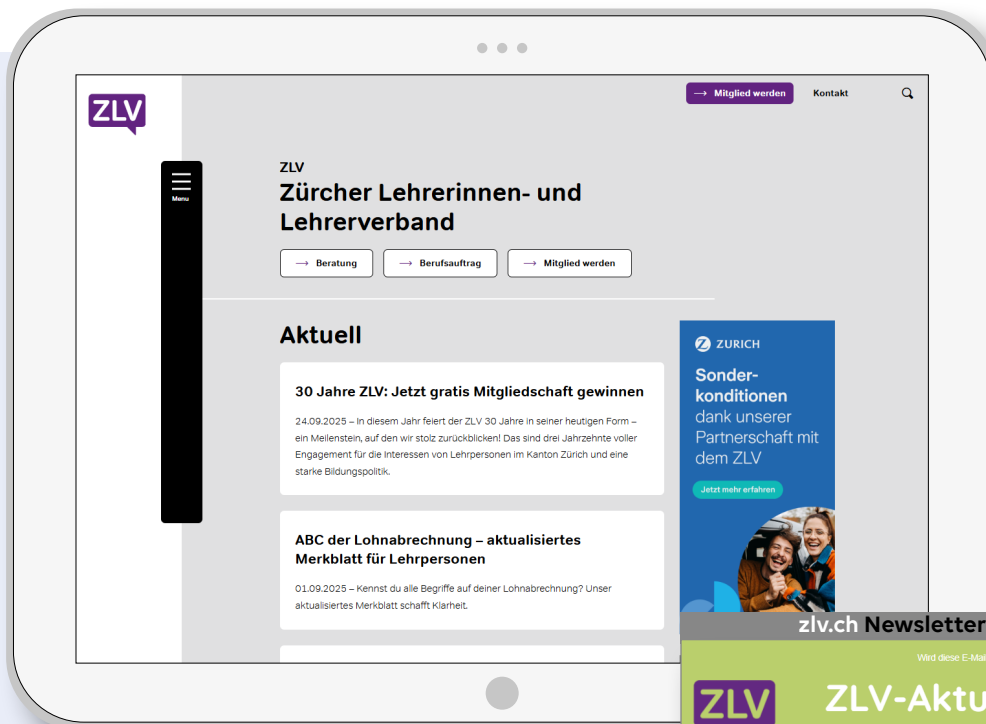 ZLV
→ Mitglied werden
Kontakt
Menu
ZLV
Zürcher Lehrerinnen- und
Lehrerverband
→ Beratung
→ Berufsauftrag
→ Mitglied werden
Aktuell
30 Jahre ZLV: Jetzt gratis Mitgliedschaft gewinnen
24.09.2025 – In diesem Jahr feiert der ZLV 30 Jahre in seiner heutigen Form –
ein Meilenstein, auf den wir stolz zurückblicken! Das sind drei Jahrzehnte voller
Engagement für die Interessen von Lehrpersonen im Kanton Zürich und eine
starke Bildungspolitik.
ABC der Lohnabrechnung – aktualisiertes
Merkblatt für Lehrpersonen
01.09.2025 – Kennst du alle Begriffe auf deiner Lohnabrechnung? Unser
aktualisiertes Merkblatt schafft Klarheit.
ZURICH
Sonder-
konditionen
dank unserer
Partnerschaft mit
dem ZLV
Jetzt mehr erfahren
zlv.ch Newsletter
Wird diese E-Mai
ZLV
ZLV-Aktu